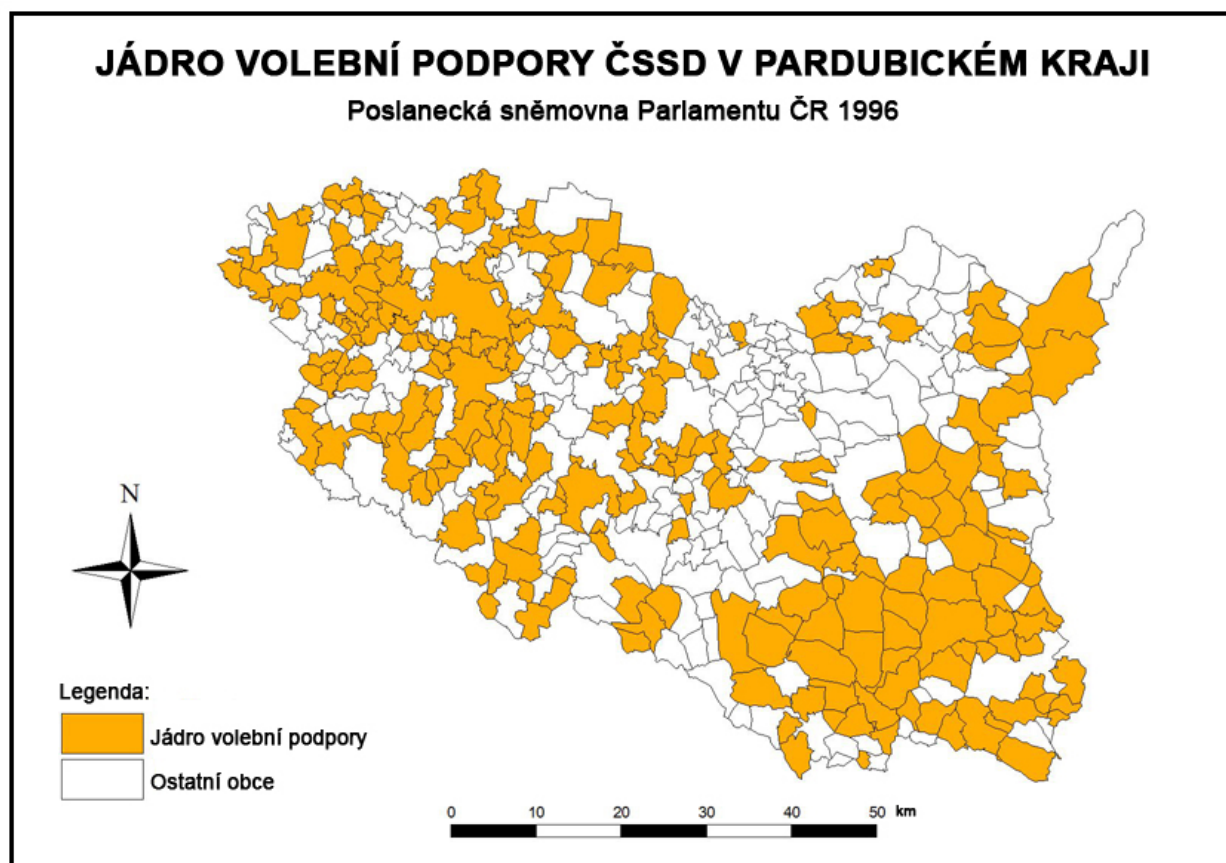 JÁDRO VOLEBNÍ PODPORY ČSSD V PARDUBICKÉM KRAJI
Poslanecká sněmovna Parlamentu ČR 1996
N
Legenda:
Jádro volební podpory
Ostatní obce
0 10 20 30 40 50 km